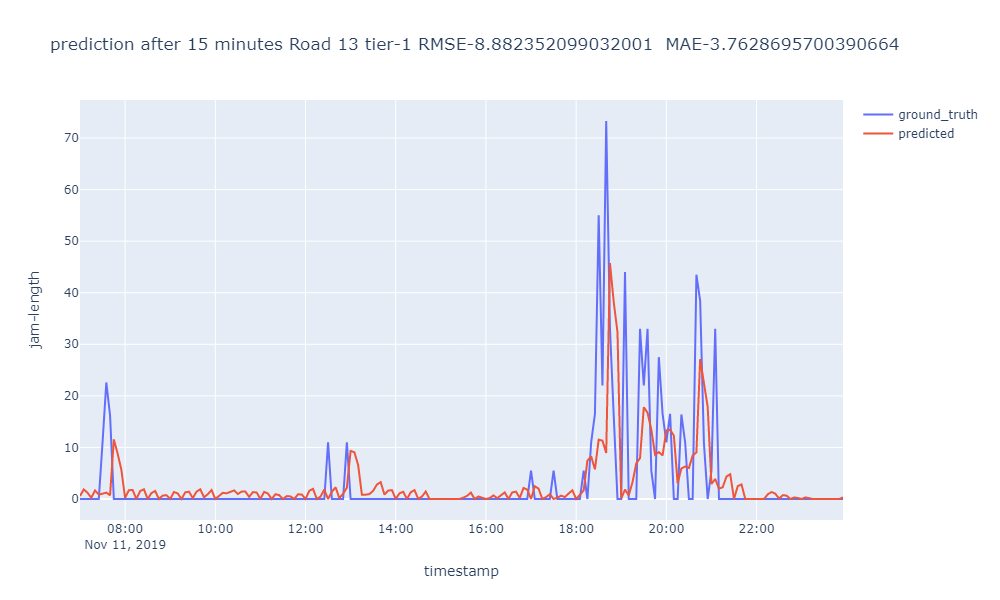 prediction after 15 minutes Road 13 tier-1 RMSE-8.882352099032001  MAE-3.7628695700390664
ground_truth
predicted
70
60
50
40
30
20
10
0
jam-length
08:00 10:00 12:00 14:00 16:00 18:00 20:00 22:00
Nov 11, 2019
timestamp